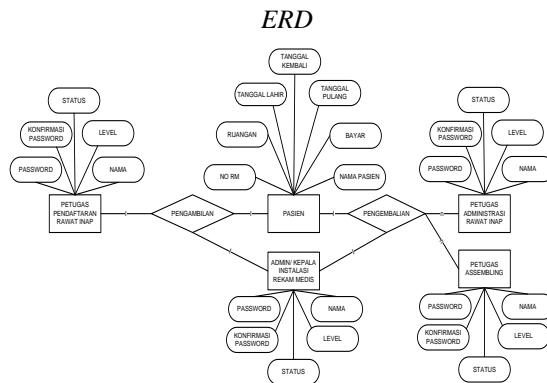 ERD
TANGGAL
KEMBALI
TANGGAL LAHIR
TANGGAL
PULANG
RUANGAN
BAYAR
NO RM
NAMA PASIEN
STATUS
KONFIRMASI
PASSWORD
LEVEL
PASSWORD
NAMA
STATUS
KONFIRMASI
PASSWORD
LEVEL
PASSWORD
NAMA
PETUGAS
PENDAFTARAN
RAWAT INAP
PENGAMBILAN
PASIEN
PENGEMBALIAN
PETUGAS
ADMINISTRASI
RAWAT INAP
ADMIN/ KEPALA
INSTALASI
REKAM MEDIS
PETUGAS
ASSEMBLING
PASSWORD
NAMA
KONFIRMASI
PASSWORD
LEVEL
STATUS
PASSWORD
NAMA
KONFIRMASI
PASSWORD
LEVEL
STATUS